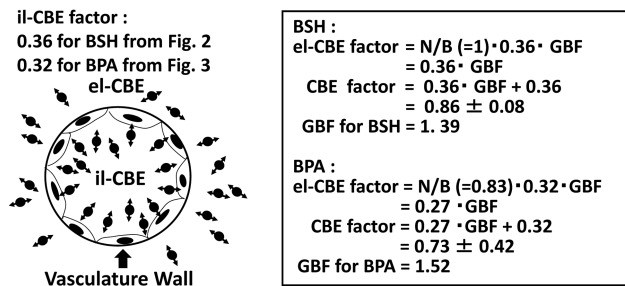 il-CBE factor :
0.36 for BSH from Fig. 2
0.32 for BPA from Fig. 3
el-CBE
il-CBE
Vasculature Wall
BSH :
el-CBE factor = N/B (=1)･0.36･ GBF
= 0.36･ GBF
CBE factor = 0.36･ GBF + 0.36
= 0.86 ± 0.08
GBF for BSH = 1. 39
BPA :
el-CBE factor = N/B (=0.83)･0.32･GBF
= 0.27 ･GBF
CBE factor = 0.27 ･GBF + 0.32
= 0.73 ± 0.42
GBF for BPA = 1.52